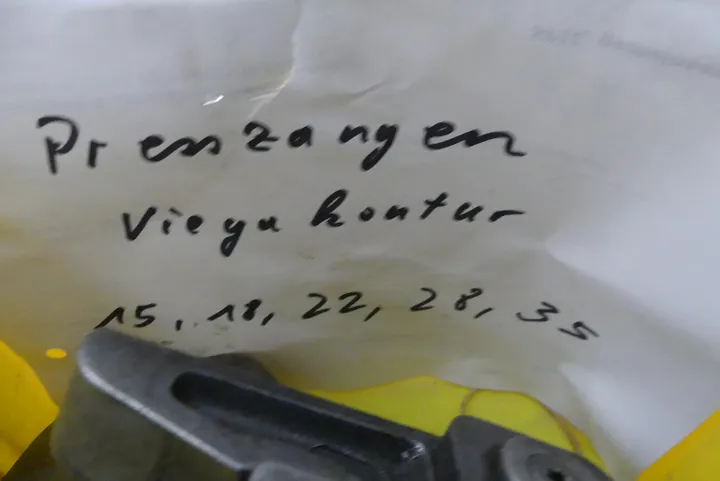 Presszangen
Viega kontur
15, 18, 22, 28, 35